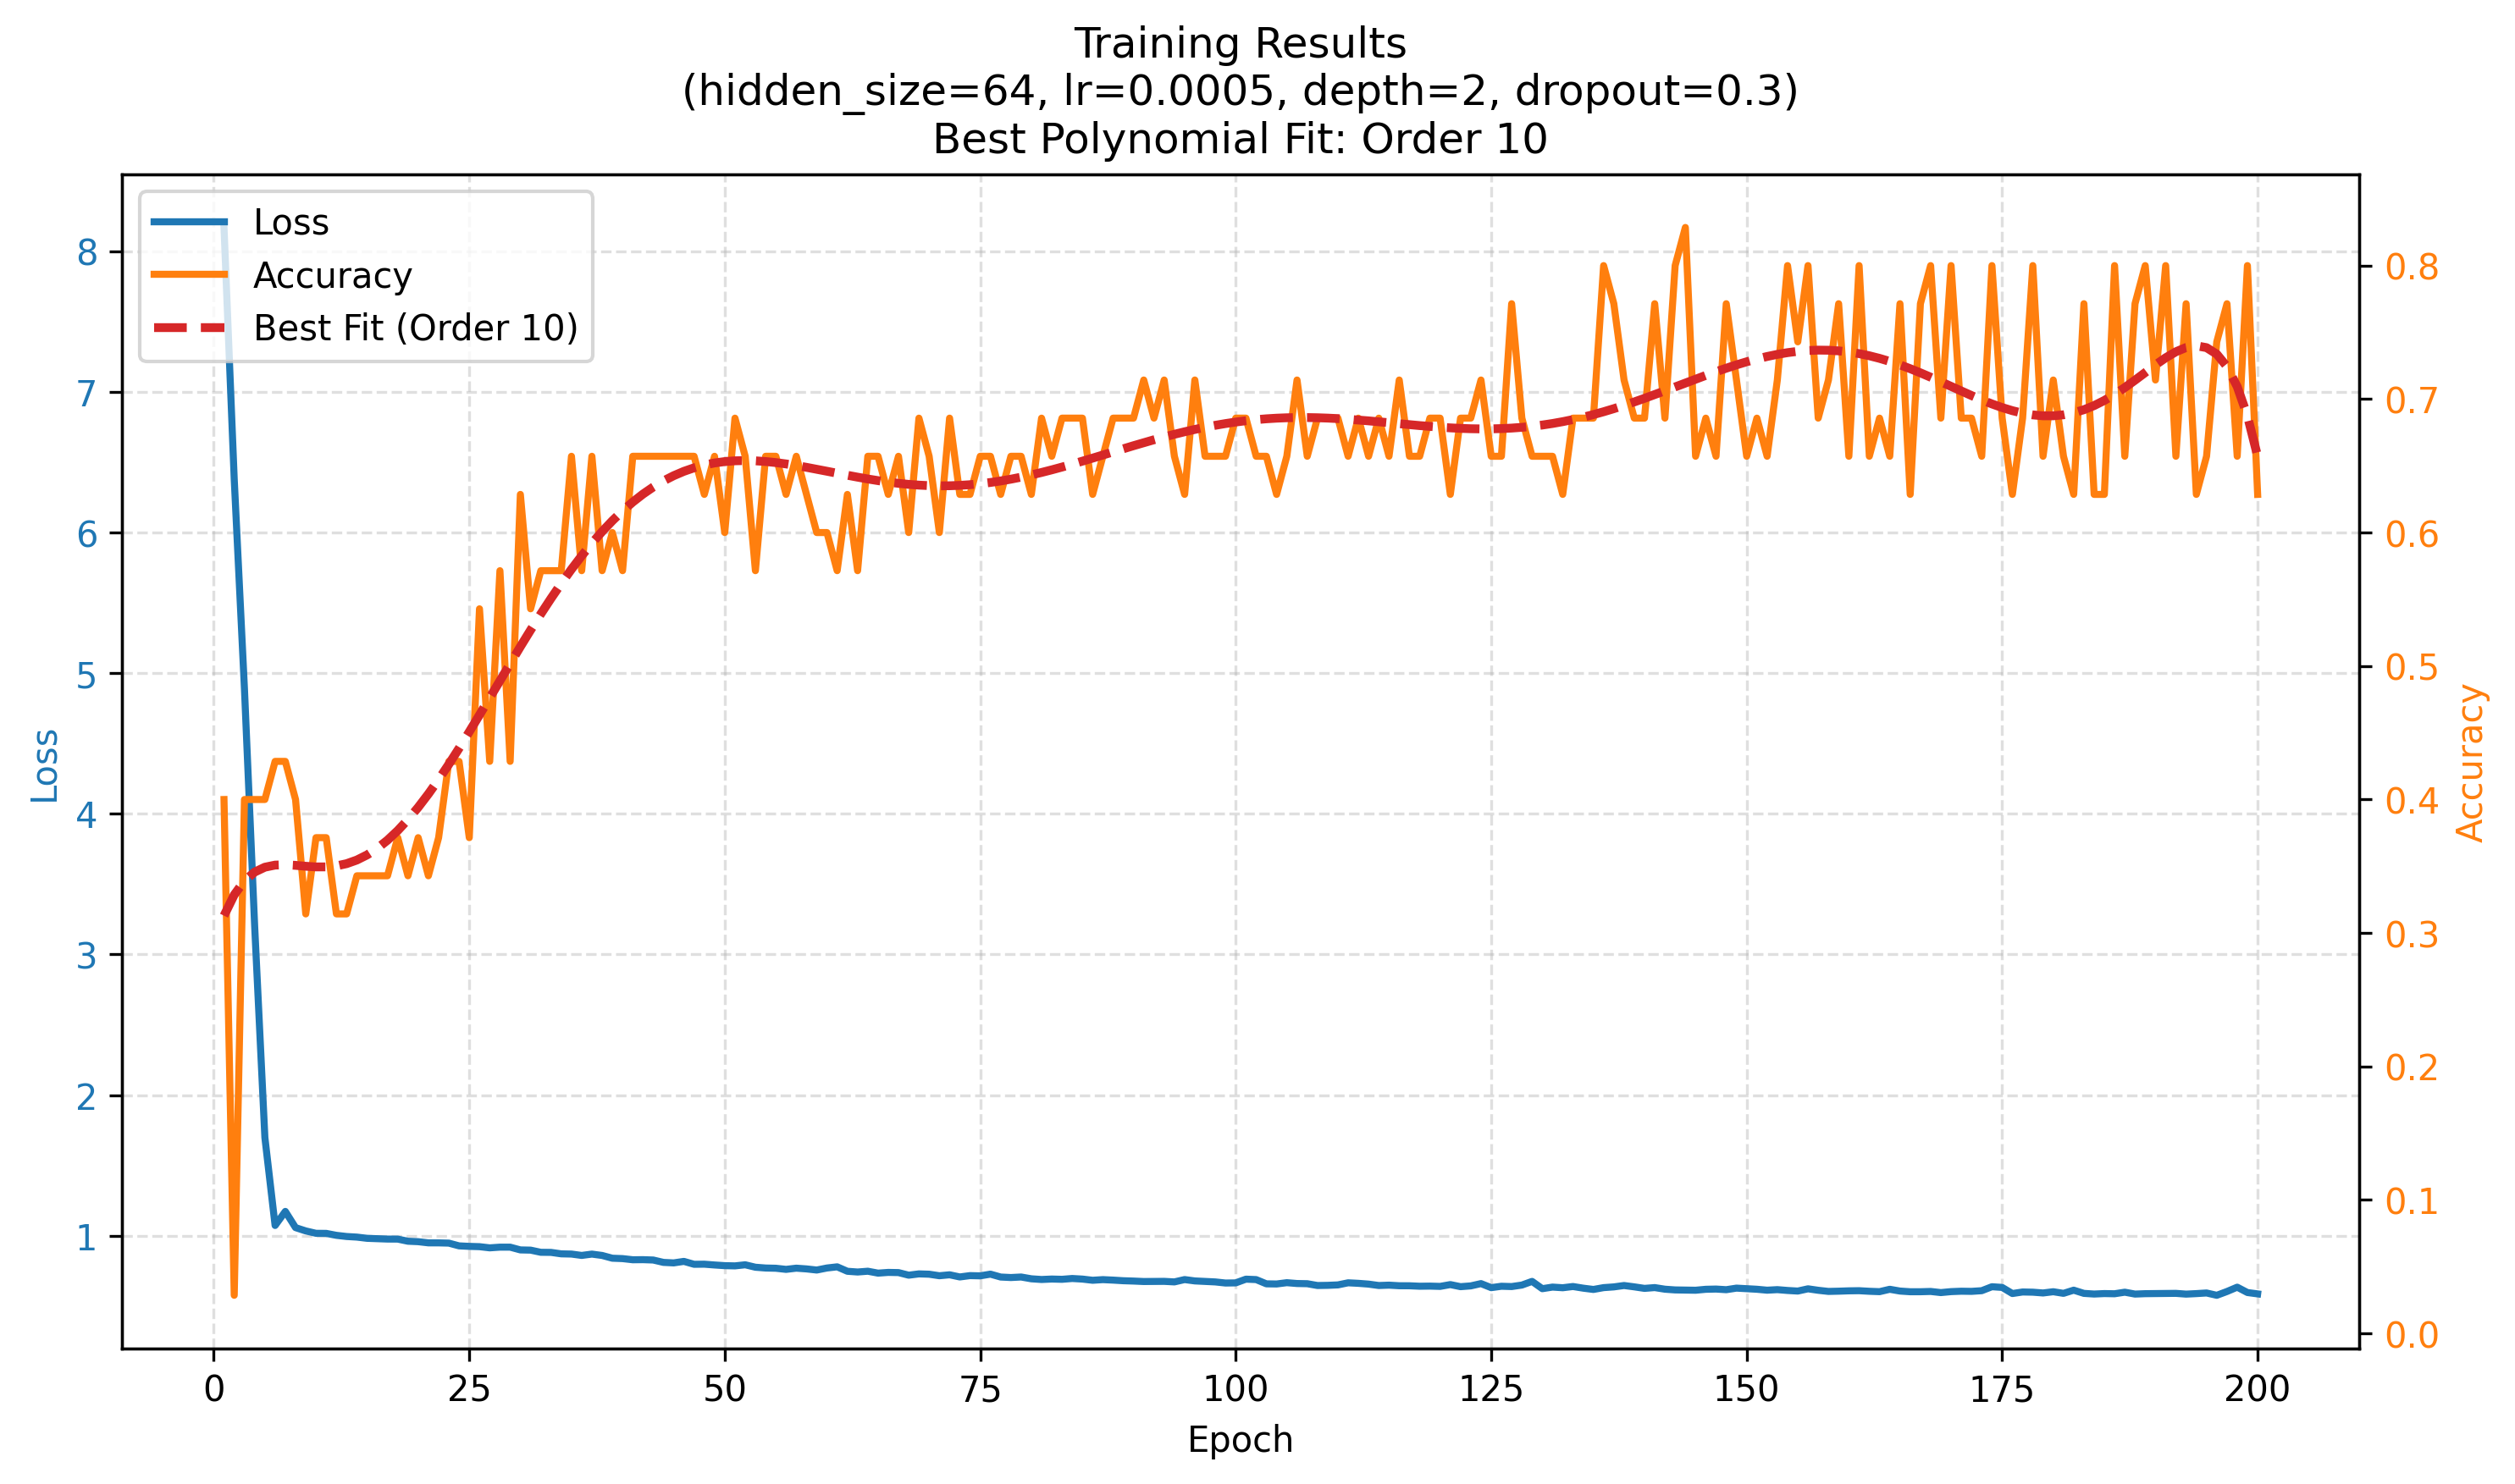 Training Results
(hidden_size=64, lr=0.0005, depth=2, dropout=0.3)
Best Polynomial Fit: Order 10
Loss
Accuracy
Best Fit (Order 10)
8
7
6
5
4
3
2
1
Loss
0.8
0.7
0.6
0.5
0.4
0.3
0.2
0.1
0.0
Accuracy
0 25 50 75 100 125 150 175 200
Epoch